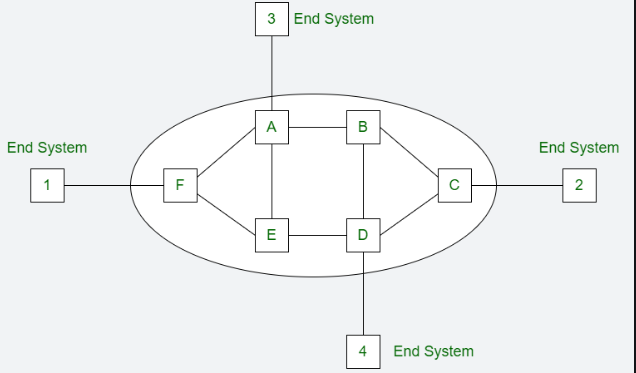 3 End System
A B
End System End System
1 F C 2
E D
4 End System